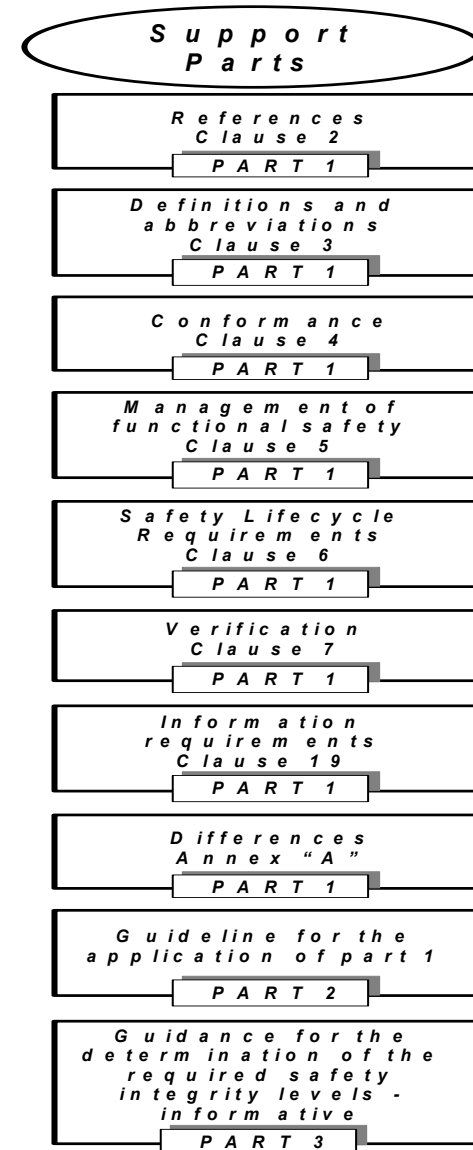 Support
Parts
References
Clause 2
PART 1
Definitions and
abbreviations
Clause 3
PART 1
Conformance
Clause 4
PART 1
Management of
functional safety
Clause 5
PART 1
Safety Lifecycle
Requirements
Clause 6
PART 1
Verification
Clause 7
PART 1
Information
requirements
Clause 19
PART 1
Differences
Annex “A”
PART 1
Guideline for the
application of part 1
PART 2
Guidance for the
determination of the
required safety
integrity levels -
informative
PART 3